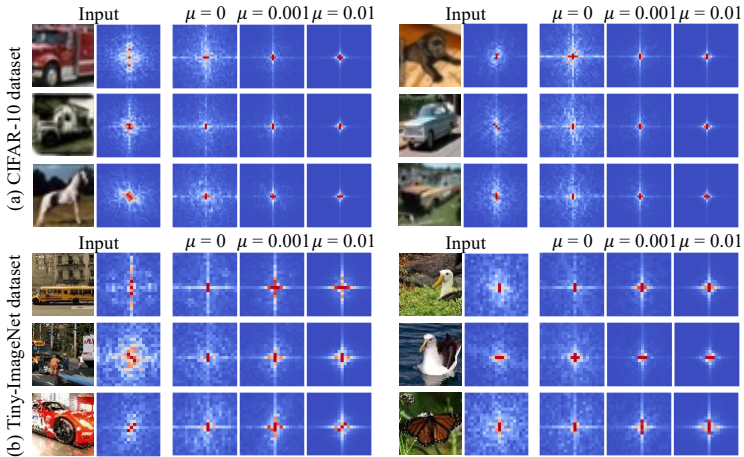 Input μ = 0 μ = 0.001 μ = 0.01 Input μ = 0 μ = 0.001 μ = 0.01
(a) CIFAR-10 dataset
Input μ = 0 μ = 0.001 μ = 0.01 Input μ = 0 μ = 0.001 μ = 0.01
(b) Tiny-ImageNet dataset